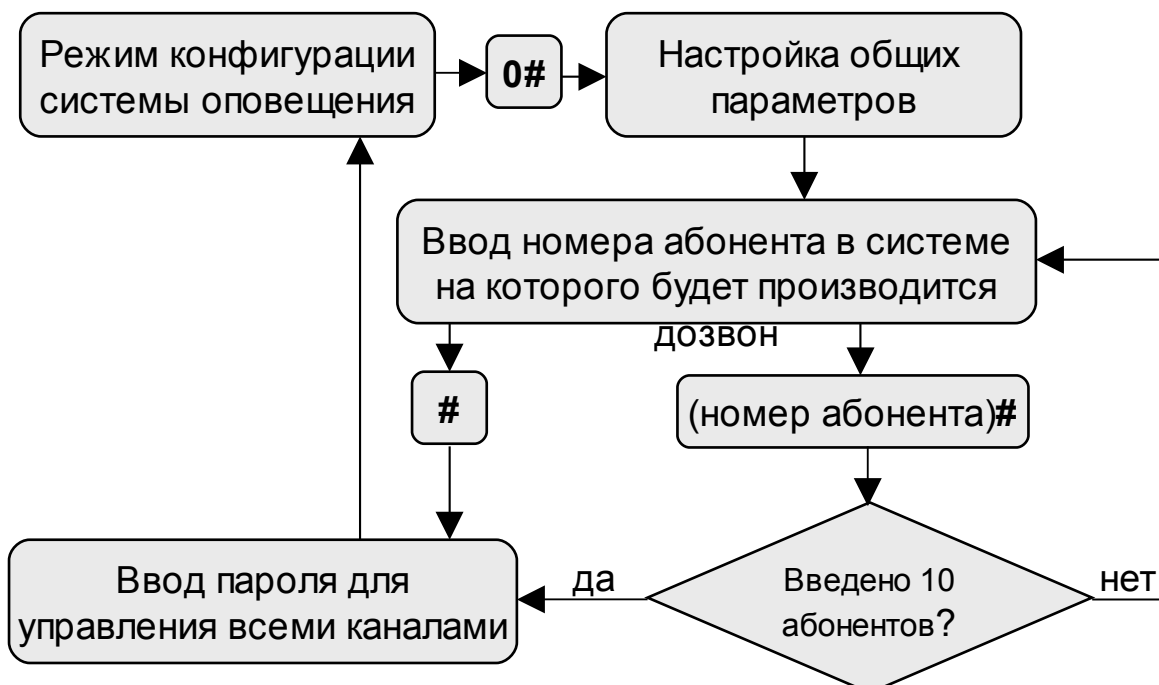 Режим конфигурации
системы оповещения
0#
Настройка общих
параметров
Ввод номера абонента в системе
на которого будет производится
дозвон
#
(номер абонента)#
Ввод пароля для
управления всеми каналами
да
Введено 10
абонентов?
нет